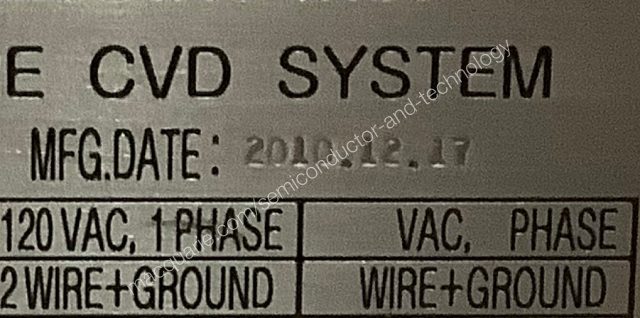 E CVD SYSTEM
MFG.DATE: 2010.12.17
120 VAC, 1 PHASE VAC, PHASE
2 WIRE+GROUND WIRE+GROUND
macquarie.com/semiconductor-and-technology